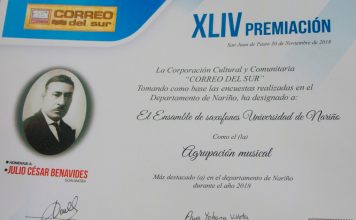 CORREO
del sur
XLIV PREMIACIÓN
San Juan de Pasto 30 de Noviembre de 2018
La Corporación Cultural y Comunitaria
"CORREO DEL SUR"
Tomando como base las encuestas realizadas en el
Departamento de Nariño, ha designado a:
El Ensamble de saxofones Universidad de Nariño
Como el (la)
Agrupación musical
Más destacado (a) en el departamento de Nariño
durante el año 2018
HOMENAJE A:
JULIO CÉSAR BENAVIDES